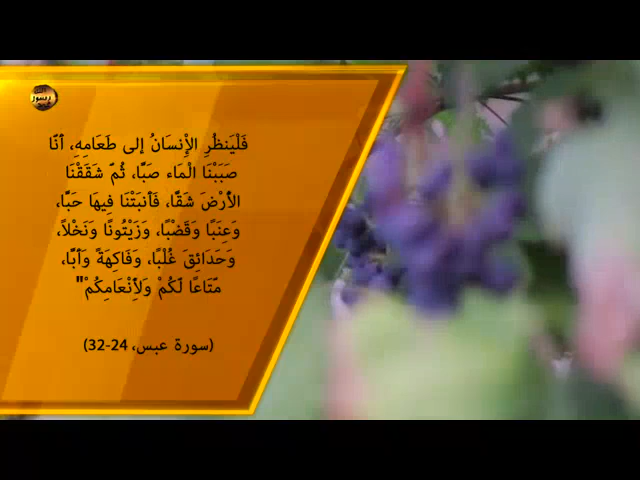 فَلْيَنظُرِ الْإِنسَانُ إلى طَعَامِهِ، أَنَّا
صَبَبْنَا الْمَاء صَبًّا، ثُمَّ شَقَقْنَا
الْأَرْضَ شَقًّا، فَأَنبَتْنَا فِيهَا حَبًّا،
وَعِنَبًا وَقَضْبًا، وَزَيْتُونًا وَنَخْلًا،
وَحَدَائِقَ غُلْبًا، وَفَاكِهَةً وَأَبًّا،
مَّتَاعًا لَّكُمْ وَلِأَنْعَامِكُمْ"
(سورة عبس، 24-32)